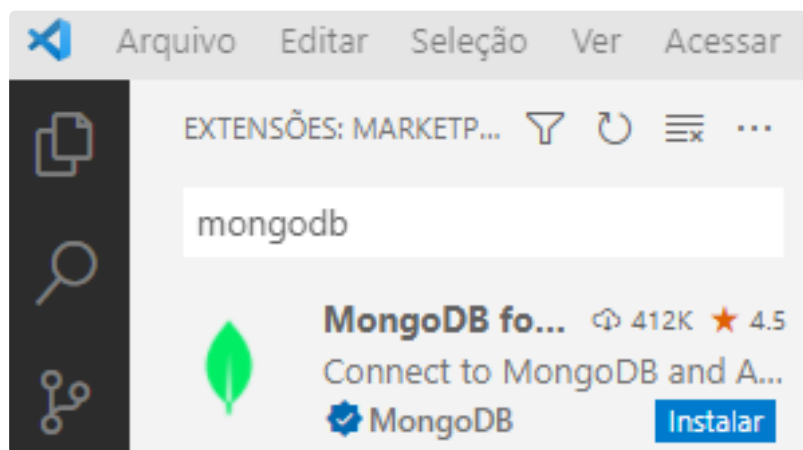 Arquivo Editar Seleção Ver Acessar
EXTENSÕES: MARKETP...
mongodb
MongoDB fo... 412K 4.5
Connect to MongoDB and A...
MongoDB Instalar